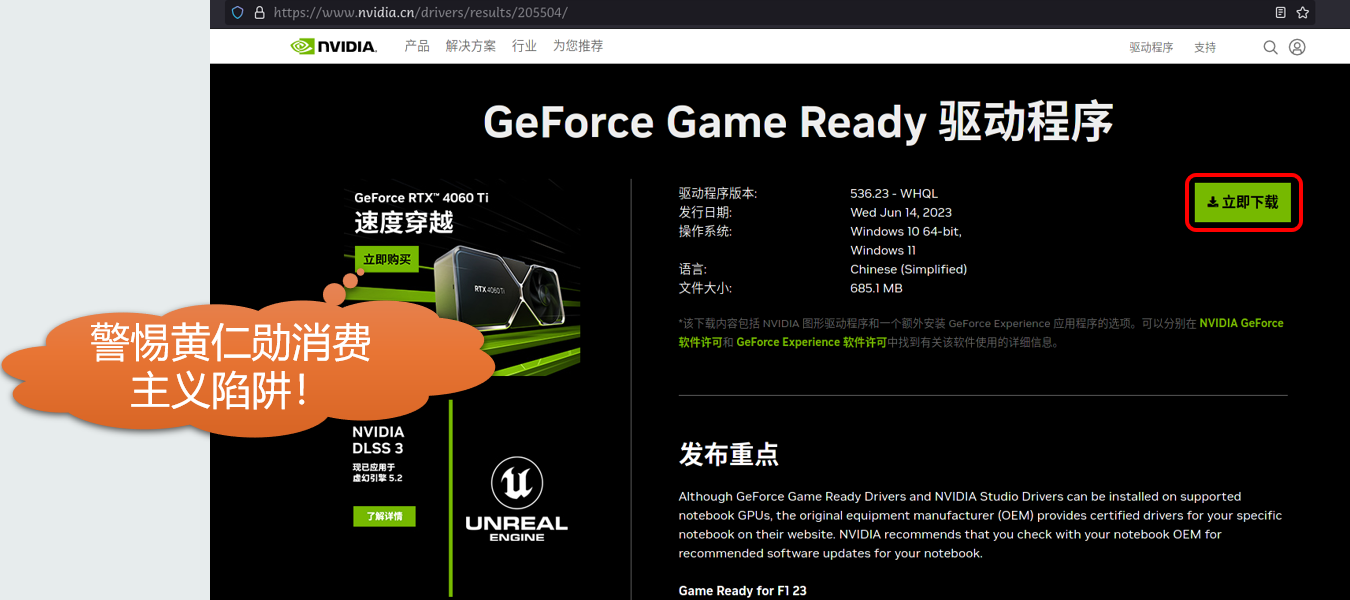 https://www.nvidia.cn/drivers/results/205504/
NVIDIA.
产品 解决方案 行业 为您推荐
驱动程序 支持
GeForce Game Ready 驱动程序
GeForce RTX™ 4060 Ti
速度穿越
立即购买
RTX 4060 Ti
警惕黄仁勋消费
主义陷阱!
NVIDIA
DLSS 3
现已应用于
虚幻引擎 5.2
了解详情
UNREAL
ENGINE
驱动程序版本: 536.23 - WHQL
发行日期: Wed Jun 14, 2023
操作系统: Windows 10 64-bit,
Windows 11
语言: Chinese (Simplified)
文件大小: 685.1 MB
立即下载
*该下载内容包括 NVIDIA 图形驱动程序和一个额外安装 GeForce Experience 应用程序的选项。可以分别在 NVIDIA GeForce
软件许可和 GeForce Experience 软件许可中找到有关该软件使用的详细信息。
发布重点
Although GeForce Game Ready Drivers and NVIDIA Studio Drivers can be installed on supported
notebook GPUs, the original equipment manufacturer (OEM) provides certified drivers for your specific
notebook on their website. NVIDIA recommends that you check with your notebook OEM for
recommended software updates for your notebook.
Game Ready for F1 23